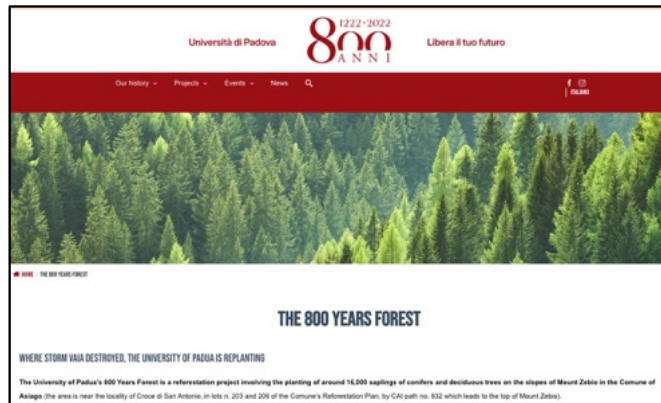 Università di Padova
1222-2022
800
ANNI
Libera il tuo futuro
Our history
Projects
Events
News
ITALIANO
HOME / THE 800 YEARS FOREST
THE 800 YEARS FOREST
WHERE STORM VAIA DESTROYED, THE UNIVERSITY OF PADUA IS REPLANTING
The University of Padua's 800 Years Forest is a reforestation project involving the planting of around 16,000 saplings of conifers and deciduous trees on the slopes of Mount Zebio in the Comune of
Asiago (the area is near the locality of Croce di San Antonio, in lots n. 203 and 206 of the Comune's Reforestation Plan, by CAI path no. 832 which leads to the top of Mount Zebio).